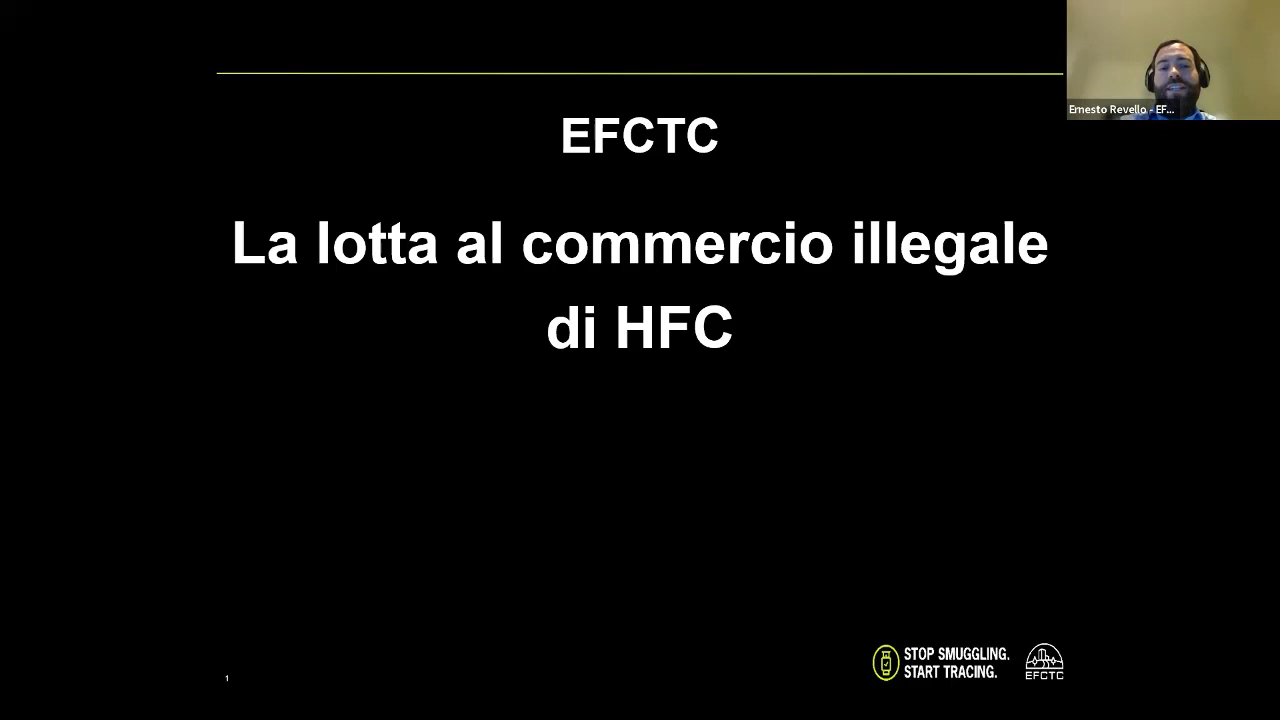 Ernesto Revello - EF...
EFCTC
La lotta al commercio illegale
di HFC
STOP SMUGGLING.
START TRACING.
EFCTC
1